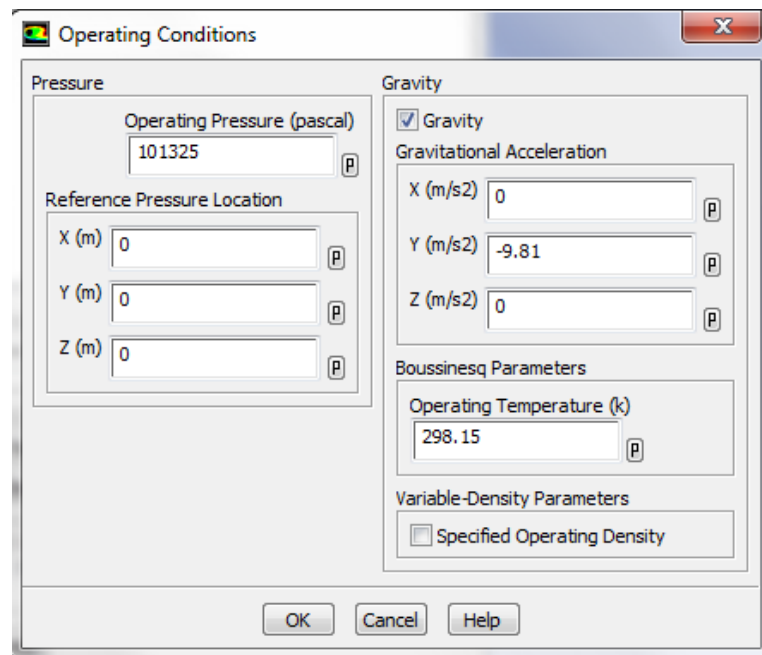 Operating Conditions
X
Pressure
Operating Pressure (pascal)
101325
P
Reference Pressure Location
X (m) 0 P
Y (m) 0 P
Z (m) 0 P
Gravity
Gravity
Gravitational Acceleration
X (m/s2) 0 P
Y (m/s2) -9.81 P
Z (m/s2) 0 P
Boussinesq Parameters
Operating Temperature (k)
298.15 P
Variable-Density Parameters
Specified Operating Density
OK Cancel Help